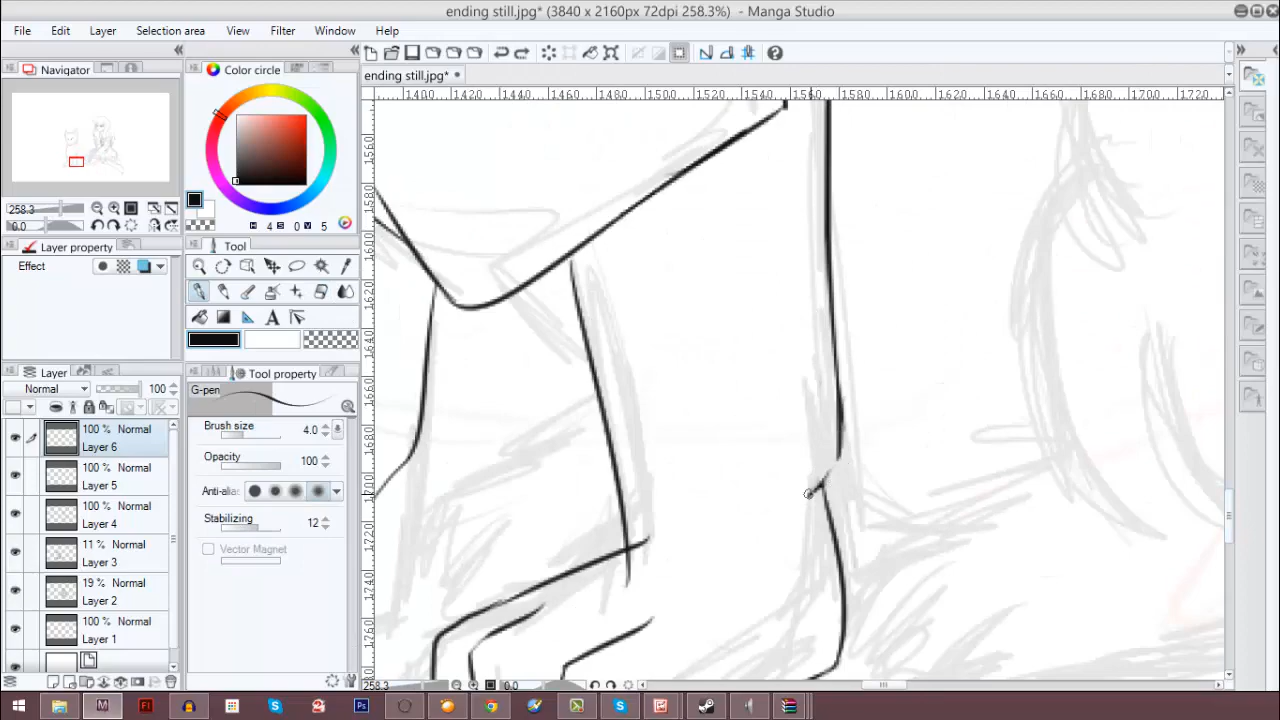 ending still.jpg* (3840 x 2160px 72dpi 258.3%) - Manga Studio
File Edit Layer Selection area View Filter Window Help
Navigator
Color circle
ending still.jpg*
1400 1420 1440 1460 1480 1500 1520 1540 1560 1580 1600 1620 1640 1660 1680 1700 1720
258.3
0.0
H 4 S 0 V 5
Layer property
Tool
Effect
Layer
Tool property
Normal 100
G-pen
Brush size 4.0
Opacity 100
Anti-alia:
Stabilizing 12
Vector Magnet
100 % Normal
Layer 6
100 % Normal
Layer 5
100 % Normal
Layer 4
11 % Normal
Layer 3
19 % Normal
Layer 2
100 % Normal
Layer 1
258.3 0.0